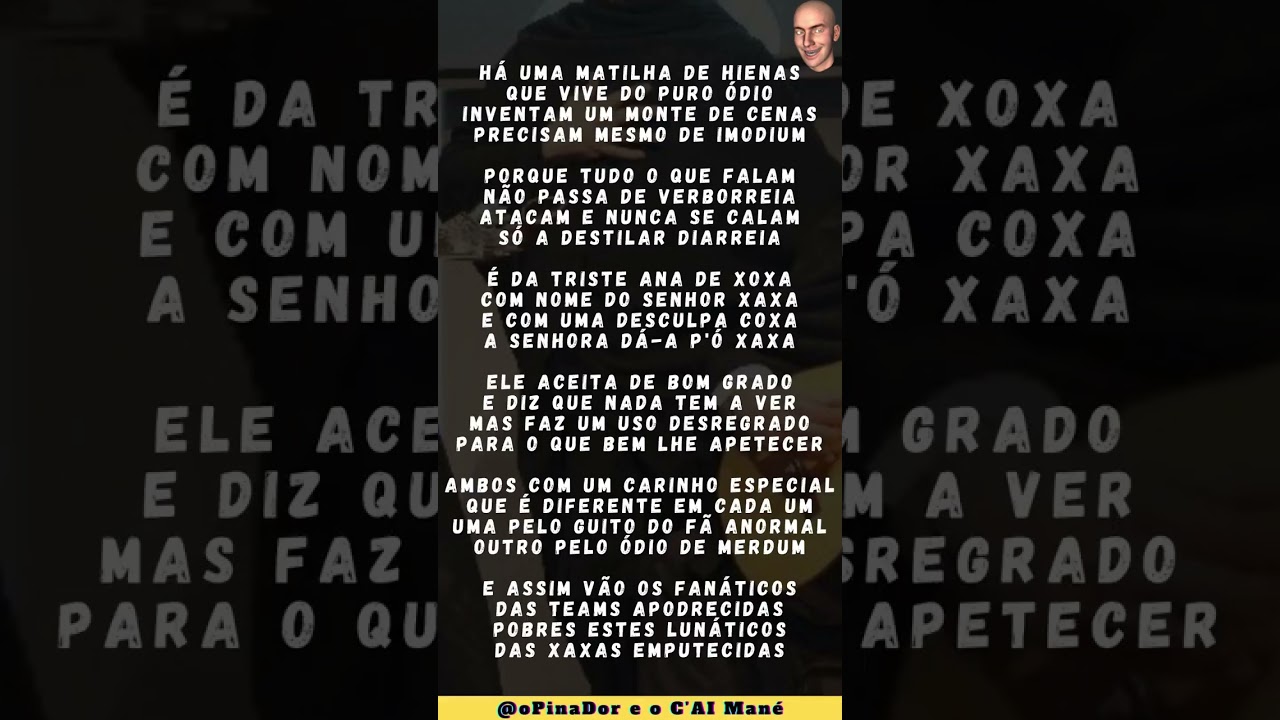 HÁ UMA MATILHA DE HIENAS
QUE VIVE DO PURO ÓDIO
INVENTAM UM MONTE DE CENAS
PRECISAM MESMO DE IMODIUM
PORQUE TUDO O QUE FALAM
NÃO PASSA DE VERBORREIA
ATACAM E NUNCA SE CALAM
SÓ A DESTILAR DIARREIA
É DA TRISTE ANA DE XOXA
COM NOME DO SENHOR XAXA
E COM UMA DESCULPA COXA
A SENHORA DÁ-A P'Ó XAXA
ELE ACEITA DE BOM GRADO
E DIZ QUE NADA TEM A VER
MAS FAZ UM USO DESREGRADO
PARA O QUE BEM LHE APETECER
AMBOS COM UM CARINHO ESPECIAL
QUE É DIFERENTE EM CADA UM
UMA PELO GUITO DO FÃ ANORMAL
OUTRO PELO ÓDIO DE MERDUM
E ASSIM VÃO OS FANÁTICOS
DAS TEAMS APODRECIDAS
POBRES ESTES LUNÁTICOS
DAS XAXAS EMPUTECIDAS
@oPinaDor e o C'AI Mané